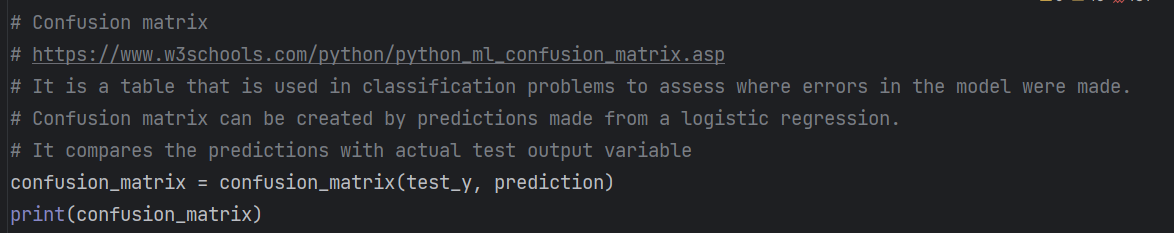 # Confusion matrix
# https://www.w3schools.com/python/python_ml_confusion_matrix.asp
# It is a table that is used in classification problems to assess where errors in the model were made.
# Confusion matrix can be created by predictions made from a logistic regression.
# It compares the predictions with actual test output variable
confusion_matrix = confusion_matrix(test_y, prediction)
print(confusion_matrix)